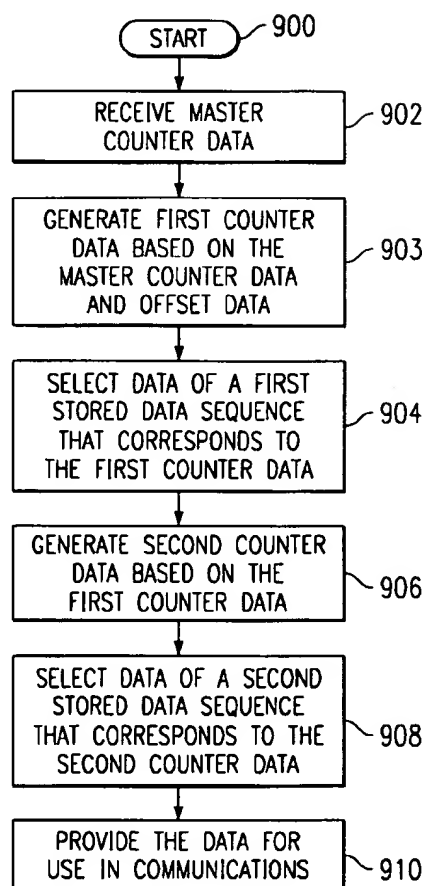 START
900
RECEIVE MASTER
COUNTER DATA
902
GENERATE FIRST COUNTER
DATA BASED ON THE
MASTER COUNTER DATA
AND OFFSET DATA
903
SELECT DATA OF A FIRST
STORED DATA SEQUENCE
THAT CORRESPONDS TO
THE FIRST COUNTER DATA
904
GENERATE SECOND COUNTER
DATA BASED ON THE
FIRST COUNTER DATA
906
SELECT DATA OF A SECOND
STORED DATA SEQUENCE
THAT CORRESPONDS TO THE
SECOND COUNTER DATA
908
PROVIDE THE DATA FOR
USE IN COMMUNICATIONS
910